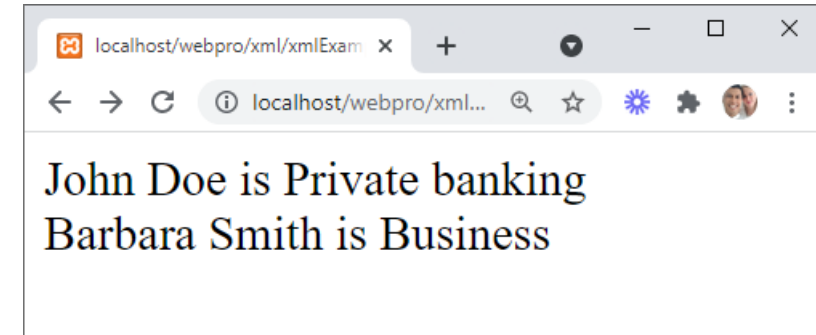 localhost/webpro/xml/xmlExam
localhost/webpro/xml...
John Doe is Private banking
Barbara Smith is Business